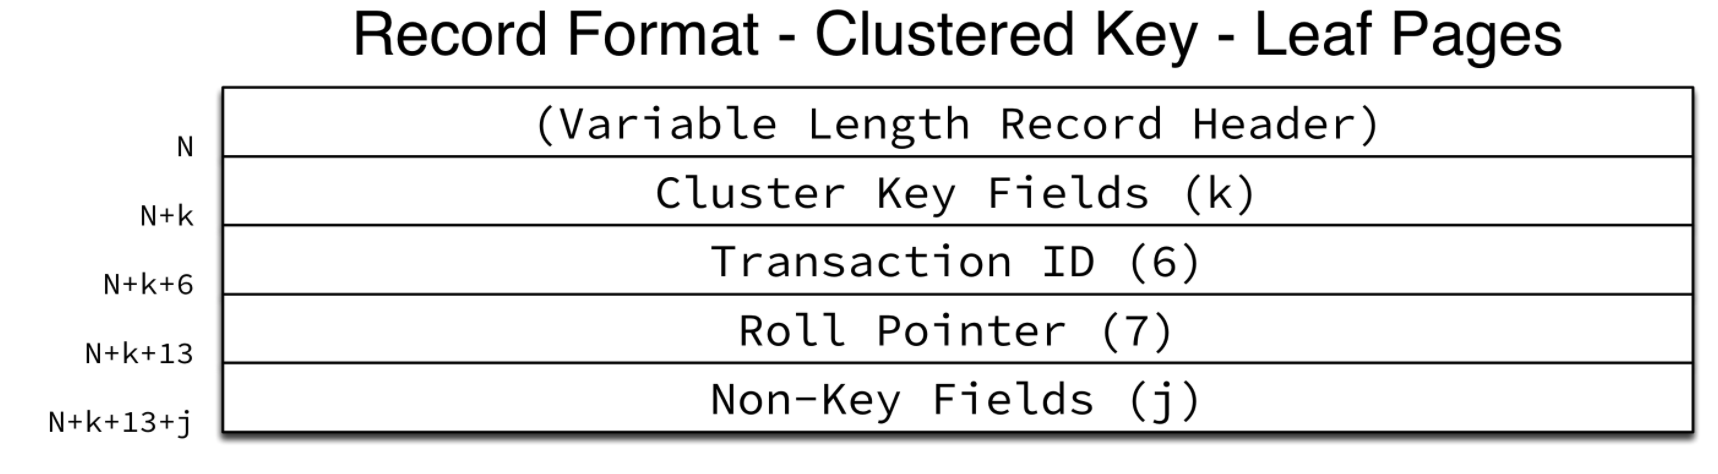 Record Format - Clustered Key - Leaf Pages
(Variable Length Record Header)
N
Cluster Key Fields (k)
N+k
Transaction ID (6)
N+k+6
Roll Pointer (7)
N+k+13
Non-Key Fields (j)
N+k+13+j